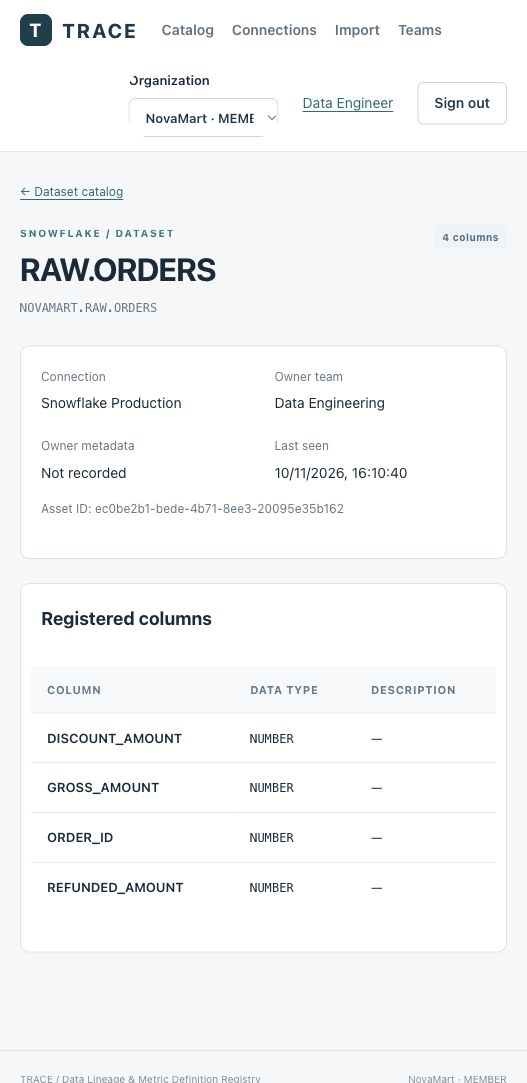 T TRACE Catalog Connections Import Teams
Organization
NovaMart · MEME Data Engineer Sign out
← Dataset catalog
SNOWFLAKE / DATASET 4 columns
RAW.ORDERS
NOVAMART.RAW.ORDERS
Connection Owner team
Snowflake Production Data Engineering
Owner metadata Last seen
Not recorded 10/11/2026, 16:10:40
Asset ID: ec0be2b1-bede-4b71-8ee3-20095e35b162
Registered columns
COLUMN DATA TYPE DESCRIPTION
DISCOUNT_AMOUNT NUMBER —
GROSS_AMOUNT NUMBER —
ORDER_ID NUMBER —
REFUNDED_AMOUNT NUMBER —
TRACE / Data Lineage & Metric Definition Registry NovaMart · MEMBER